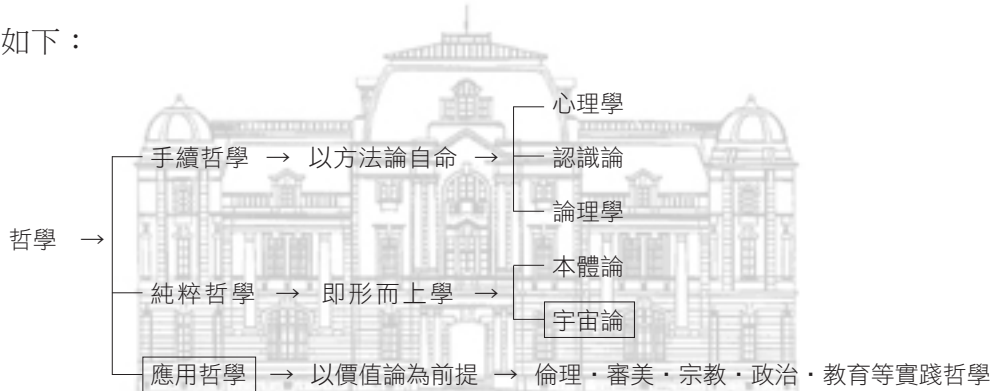 如下：
心理學
手續哲學 → 以方法論自命 → 認識論
論理學
哲學 →
本體論
純粹哲學 → 即形而上學 →
宇宙論
應用哲學 → 以價值論為前提 → 倫理・審美・宗教・政治・教育等實踐哲學